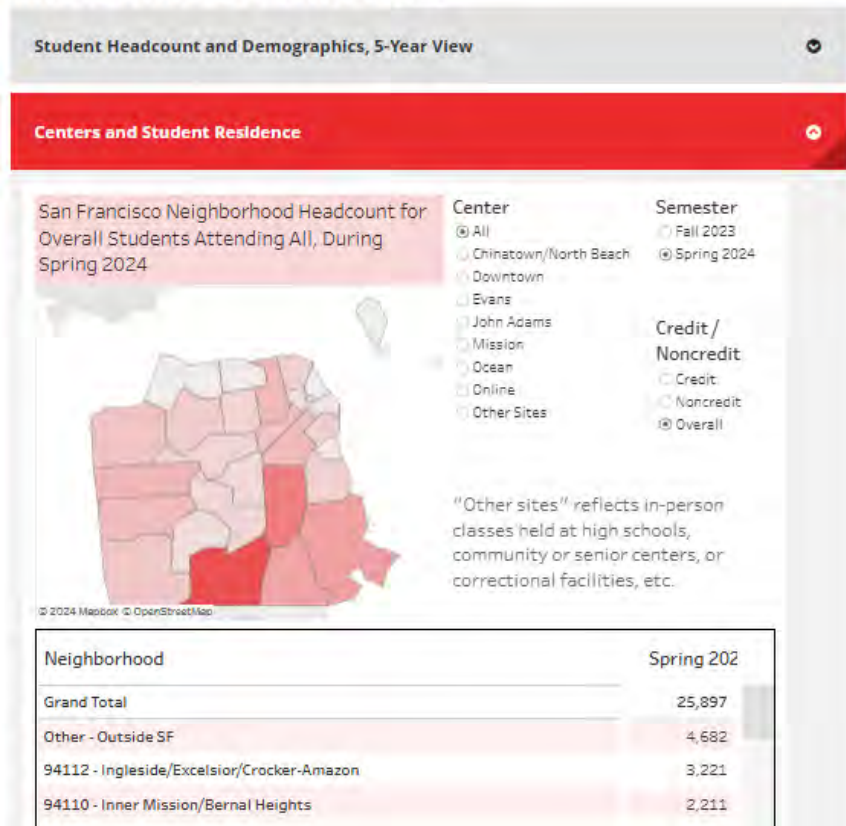 Student Headcount and Demographics, 5-Year View
Centers and Student Residence
San Francisco Neighborhood Headcount for
Overall Students Attending All, During
Spring 2024
Center
All
Chinatown/North Beach
Downtown
Evans
John Adams
Mission
Ocean
Online
Other Sites
Semester
Fall 2023
Spring 2024
Credit /
Noncredit
Credit
Noncredit
Overall
"Other sites" reflects in-person
classes held at high schools,
community or senior centers, or
correctional facilities, etc.
© 2024 Mapbox © OpenStreetMap
Neighborhood Spring 202
Grand Total 25,897
Other - Outside SF 4,682
94112 - Ingleside/Excelsior/Crocker-Amazon 3,221
94110 - Inner Mission/Bernal Heights 2,211